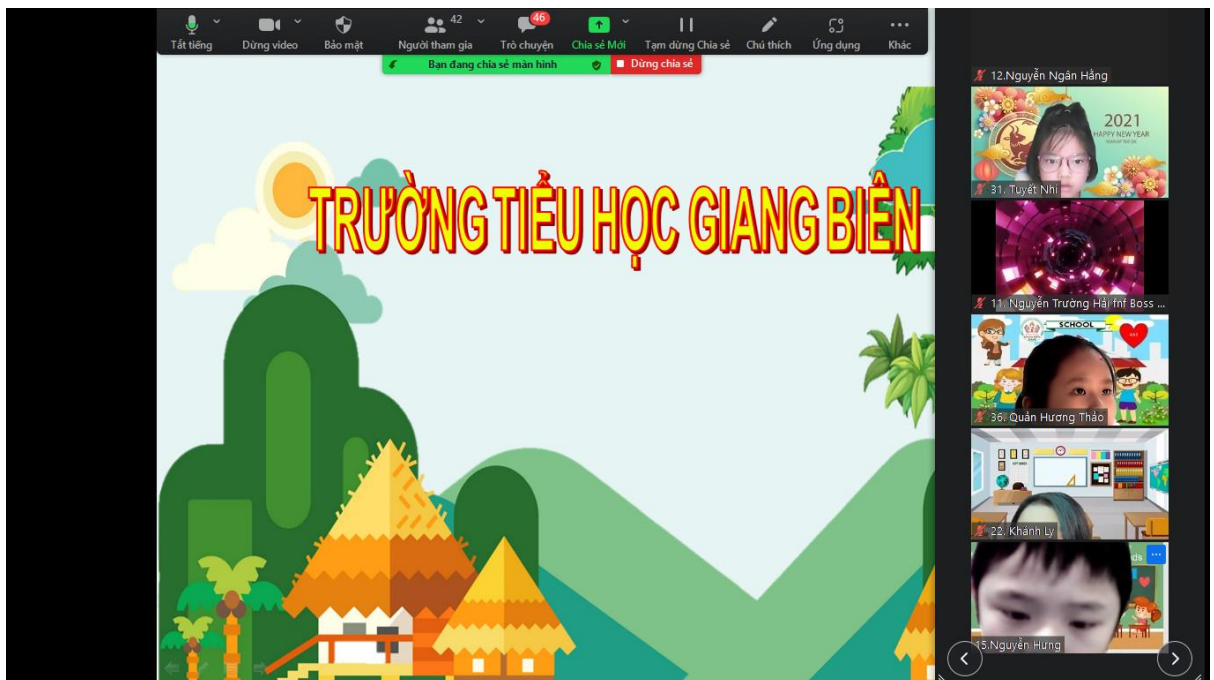 42
46
Tắt tiếng
Dừng video
Bảo mật
Người tham gia
Trò chuyện
Chia sẻ Mới
Tạm dừng Chia sẻ
Chú thích
Ứng dụng
Khác
Bạn đang chia sẻ màn hình
Dừng chia sẻ
TRƯỜNG TIỂU HỌC GIANG BIÊN
12.Nguyễn Ngân Hằng
2021
HAPPY NEW YEAR
31. Tuyết Nhi
11. Nguyễn Trường Hải fnf Boss ...
SCHOOL
36. Quản Hương Thảo
22. Khánh Ly
15.Nguyễn Hưng